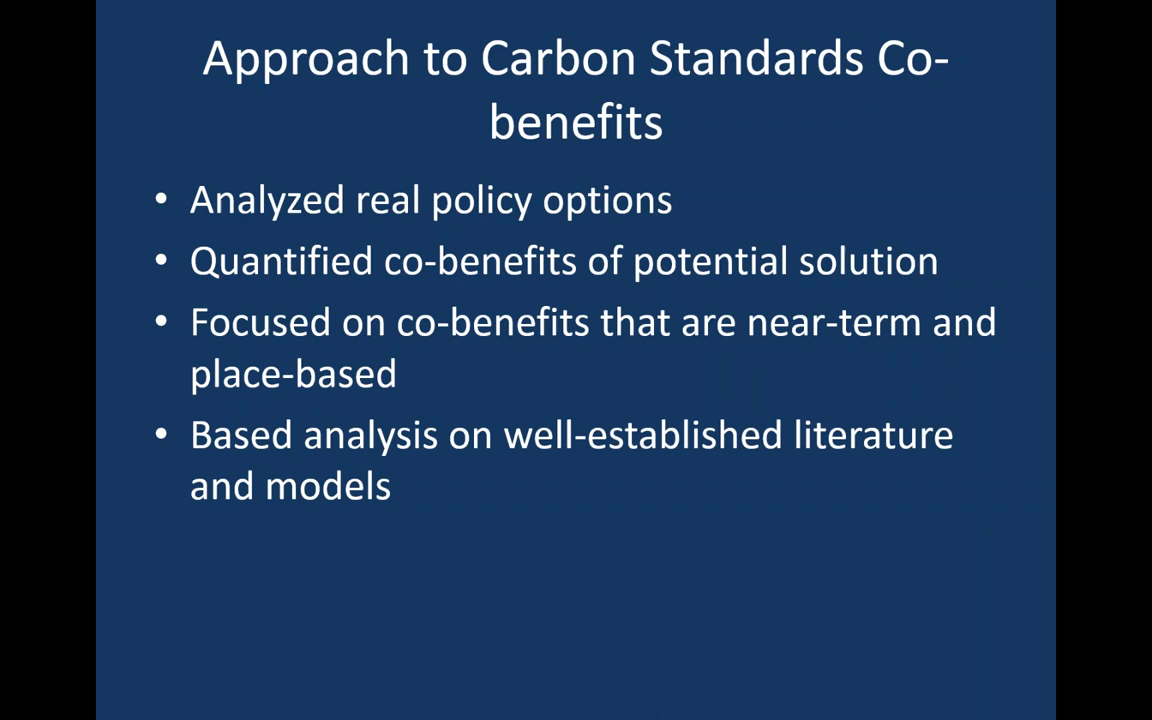 Approach to Carbon Standards Co-
benefits
• Analyzed real policy options
• Quantified co-benefits of potential solution
• Focused on co-benefits that are near-term and
place-based
• Based analysis on well-established literature
and models